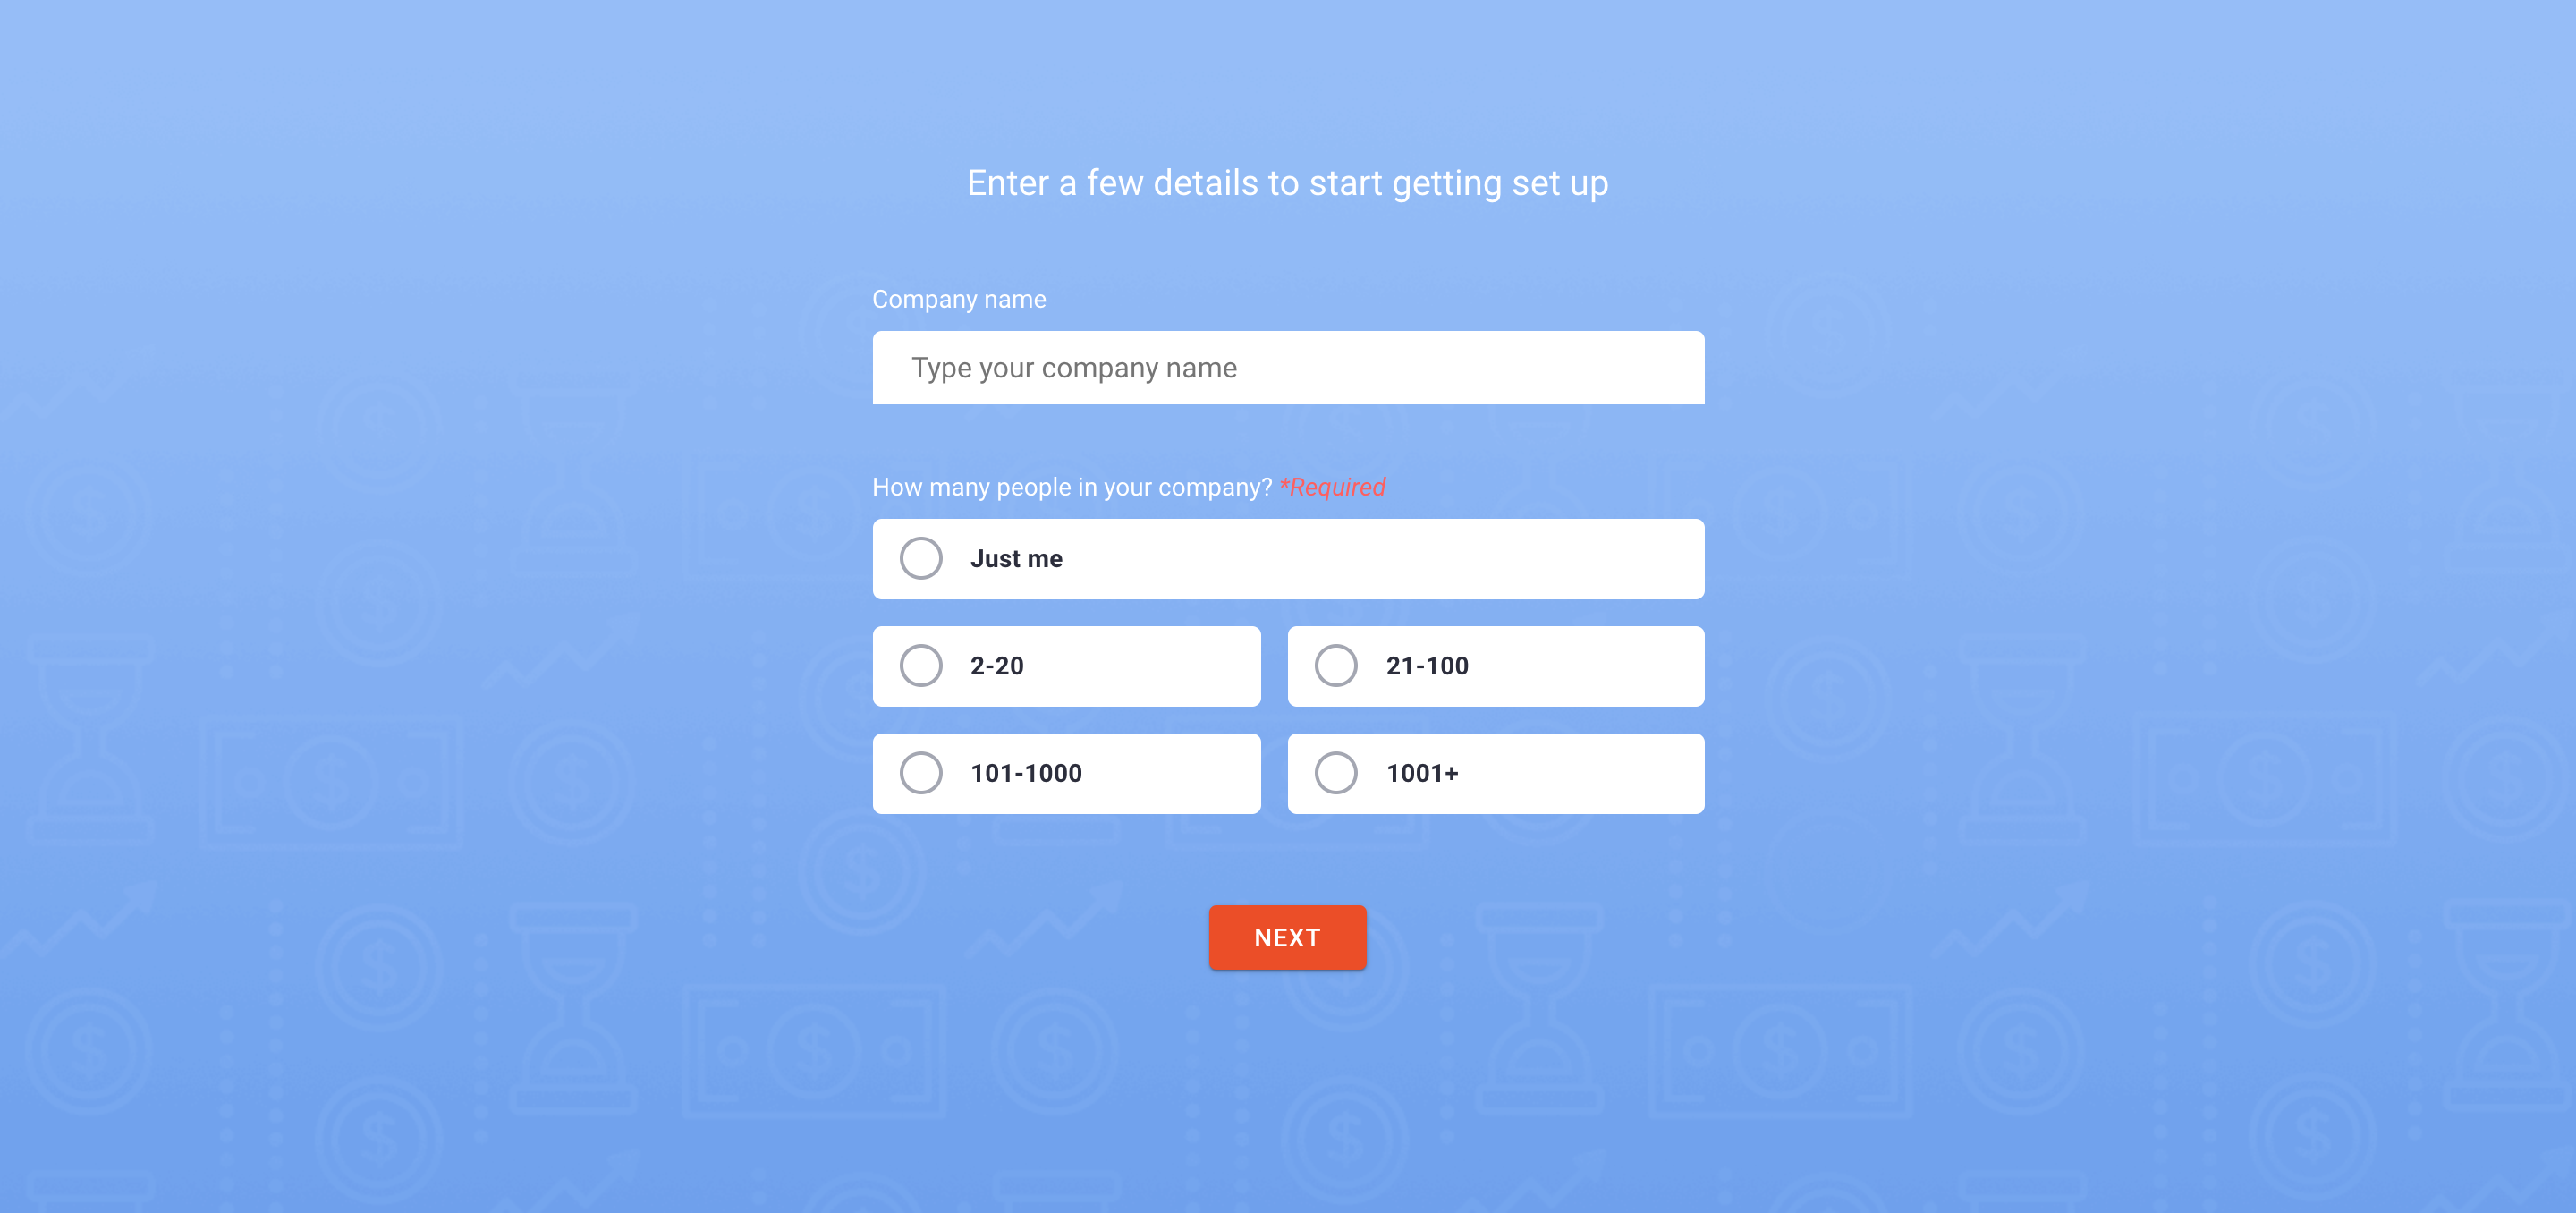 Enter a few details to start getting set up
Company name
Type your company name
How many people in your company? *Required
Just me
2-20
21-100
101-1000
1001+
NEXT